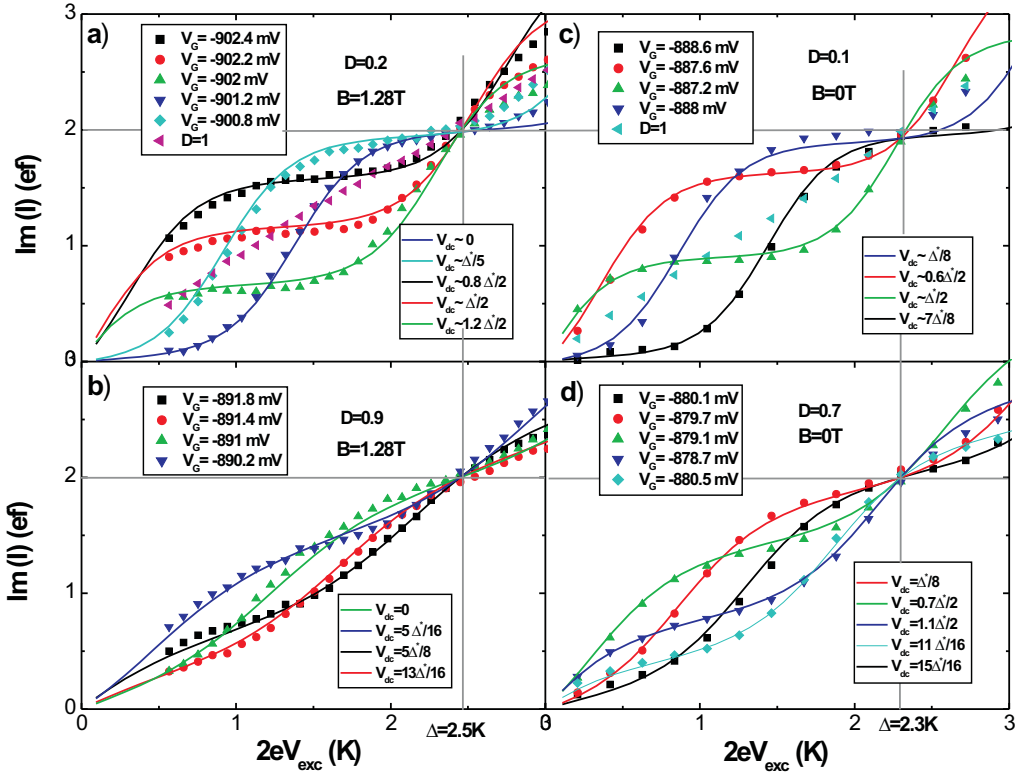 a)
V_G= -902.4 mV
V_G= -902.2 mV
V_G= -902 mV
V_G= -901.2 mV
V_G= -900.8 mV
D=1
D=0.2
B=1.28T
V_dc~ 0
V_dc~Δ*/5
V_dc~0.8 Δ*/2
V_dc~ Δ*/2
V_dc~1.2 Δ*/2
3
2
1
0
Im (I) (ef)
c)
V_G= -888.6 mV
V_G= -887.6 mV
V_G= -887.2 mV
V_G= -888 mV
D=1
D=0.1
B=0T
V_dc~ Δ*/8
V_dc~0.6Δ*/2
V_dc~Δ*/2
V_dc~7Δ*/8
b)
V_G= -891.8 mV
V_G= -891.4 mV
V_G= -891 mV
V_G= -890.2 mV
D=0.9
B=1.28T
V_dc=0
V_dc=5 Δ*/16
V_dc=5Δ*/8
V_dc=13Δ*/16
2
1
0
Im (I) (ef)
0 1 2 3
Δ=2.5K
2eV_exc (K)
d)
V_G= -880.1 mV
V_G= -879.7 mV
V_G= -879.1 mV
V_G= -878.7 mV
V_G= -880.5 mV
D=0.7
B=0T
V_dc=Δ*/8
V_dc=0.7Δ*/2
V_dc=1.1Δ*/2
V_dc=11 Δ*/16
V_dc=15Δ*/16
1 2 3
Δ=2.3K
2eV_exc (K)